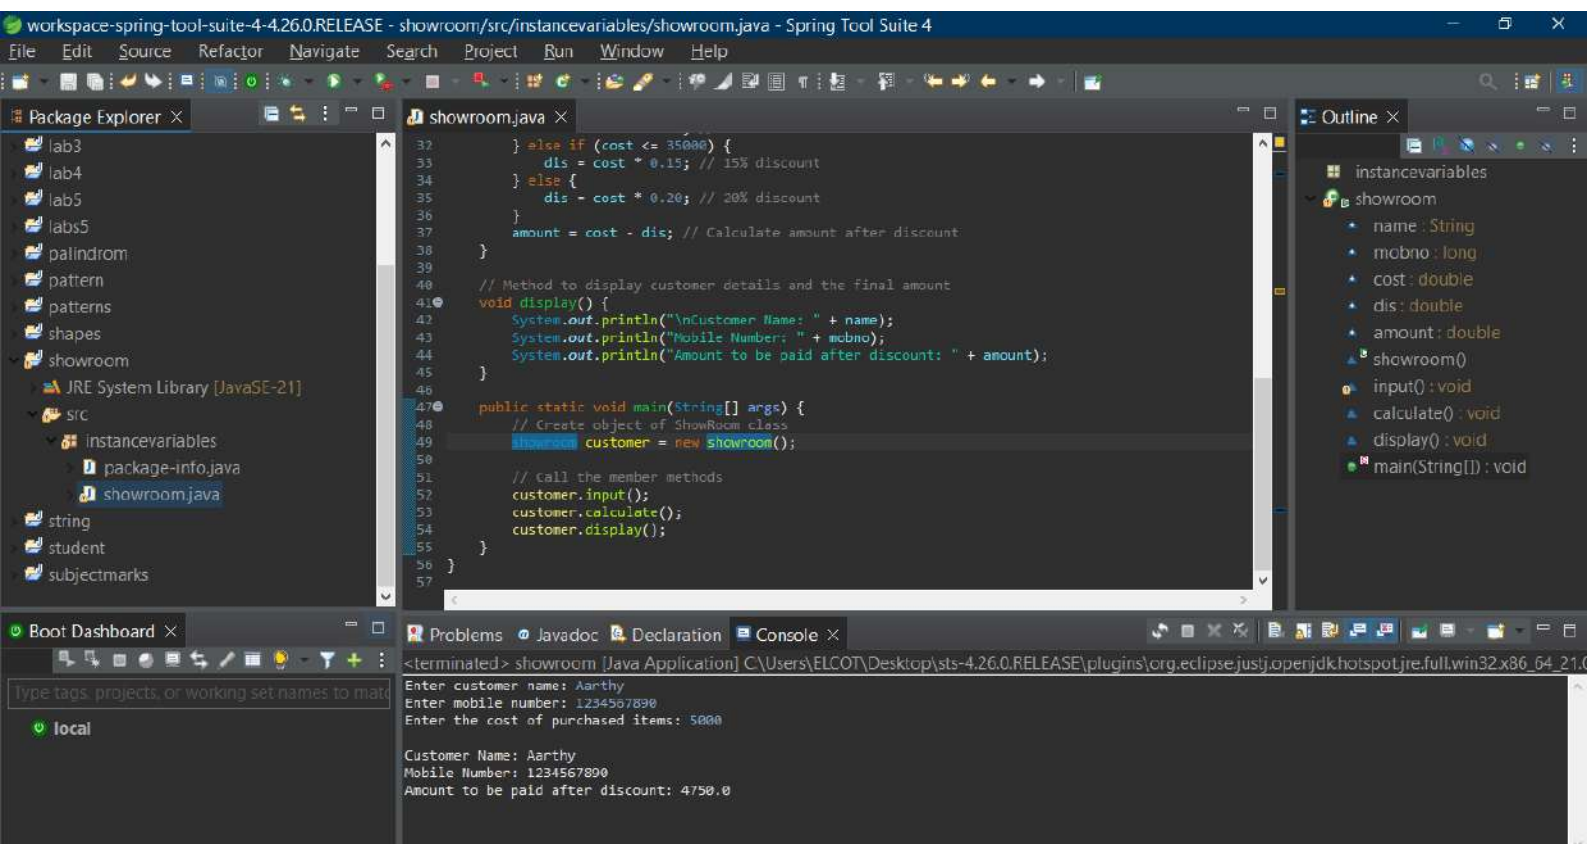 workspace-spring-tool-suite-4-4.26.0.RELEASE - showroom/src/instancevariables/showroom.java - Spring Tool Suite 4
File Edit Source Refactor Navigate Search Project Run Window Help
Package Explorer
lab3
lab4
lab5
labs5
palindrom
pattern
patterns
shapes
showroom
JRE System Library [JavaSE-21]
src
instancevariables
package-info.java
showroom.java
string
student
subjectmarks
showroom.java
32 } else if (cost <= 35000) {
33 dis = cost * 0.15; // 15% discount
34 } else {
35 dis = cost * 0.20; // 20% discount
36 }
37 amount = cost - dis; // Calculate amount after discount
38 }
39
40 // Method to display customer details and the final amount
41 void display() {
42 System.out.println("\nCustomer Name: " + name);
43 System.out.println("Mobile Number: " + mobno);
44 System.out.println("Amount to be paid after discount: " + amount);
45 }
46
47 public static void main(String[] args) {
48 // Create object of ShowRoom class
49 showroom customer = new showroom();
50
51 // Call the member methods
52 customer.input();
53 customer.calculate();
54 customer.display();
55 }
56 }
57
Outline
instancevariables
showroom
name : String
mobno : long
cost : double
dis : double
amount : double
showroom()
input() : void
calculate() : void
display() : void
main(String[]) : void
Boot Dashboard
Type tags, projects, or working set names to matc
local
Problems Javadoc Declaration Console
<terminated> showroom [Java Application] C:\Users\ELCOT\Desktop\sts-4.26.0.RELEASE\plugins\org.eclipse.justj.openjdk.hotspot.jre.full.win32.x86_64_21.0
Enter customer name: Aarthy
Enter mobile number: 1234567890
Enter the cost of purchased items: 5000
Customer Name: Aarthy
Mobile Number: 1234567890
Amount to be paid after discount: 4750.0